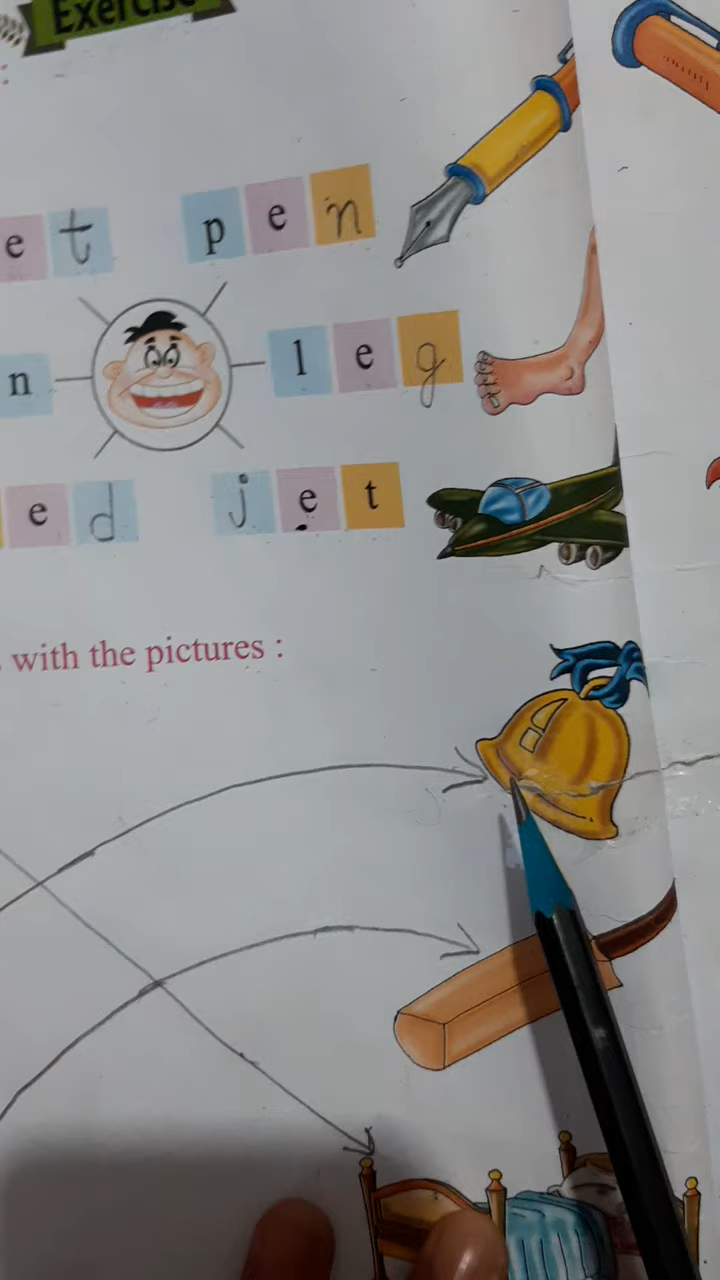 Exercise
:
e t p e n
n l e g
e d j e t
with the pictures :